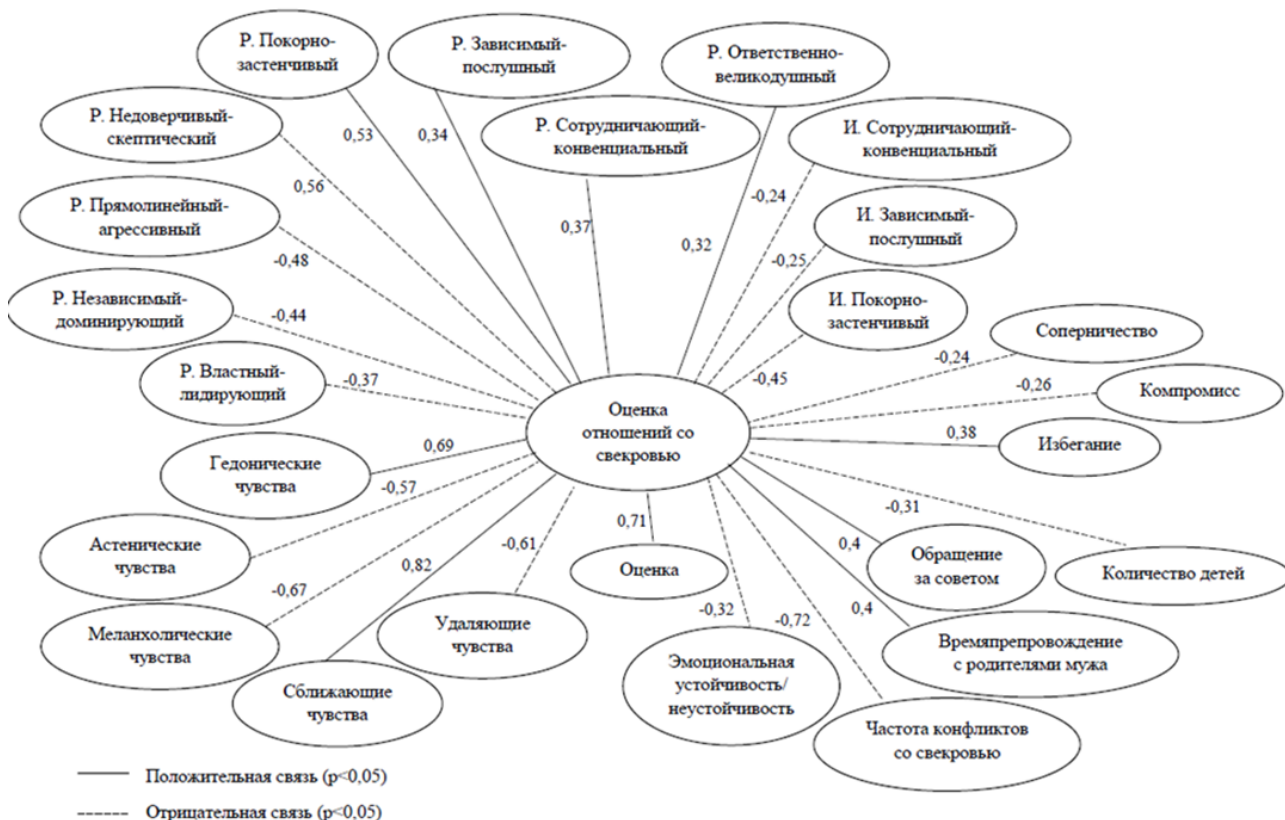 Р. Покорно-
застенчивый
Р. Зависимый-
послушный
Р. Ответственно-
великодушный
Р. Недоверчивый-
скептический
Р. Сотрудничающий-
конвенциальный
И. Сотрудничающий-
конвенциальный
0,53
0,34
0,56
-0,24
Р. Прямолинейный-
агрессивный
И. Зависимый-
послушный
0,37
0,32
-0,48
-0,25
Р. Независимый-
доминирующий
-0,44
И. Покорно-
застенчивый
Соперничество
-0,24
Р. Властный-
лидирующий
-0,37
-0,45
-0,26
Компромисс
Оценка
отношений со
свекровью
0,38
Избегание
0,69
Гедонические
чувства
-0,57
-0,31
Астенические
чувства
0,71
-0,61
0,82
Оценка
0,4
Обращение
за советом
Количество детей
-0,67
-0,32
-0,72
0,4
Меланхолические
чувства
Удаляющие
чувства
Времяпрепровождение
с родителями мужа
Сближающие
чувства
Эмоциональная
устойчивость/
неустойчивость
Частота конфликтов
со свекровью
Положительная связь (p<0,05)
Отрицательная связь (p<0,05)